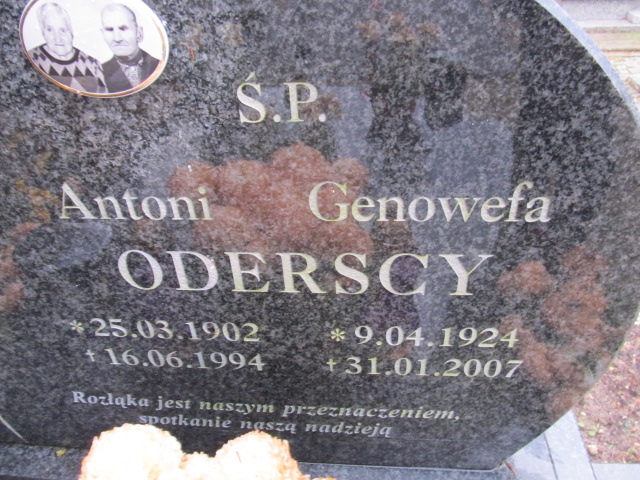 Ś.P.
Antoni Genowefa
ODERSCY
* 25.03.1902 * 9.04.1924
† 16.06.1994 † 31.01.2007
Rozłąka jest naszym przeznaczeniem,
spotkanie naszą nadzieją